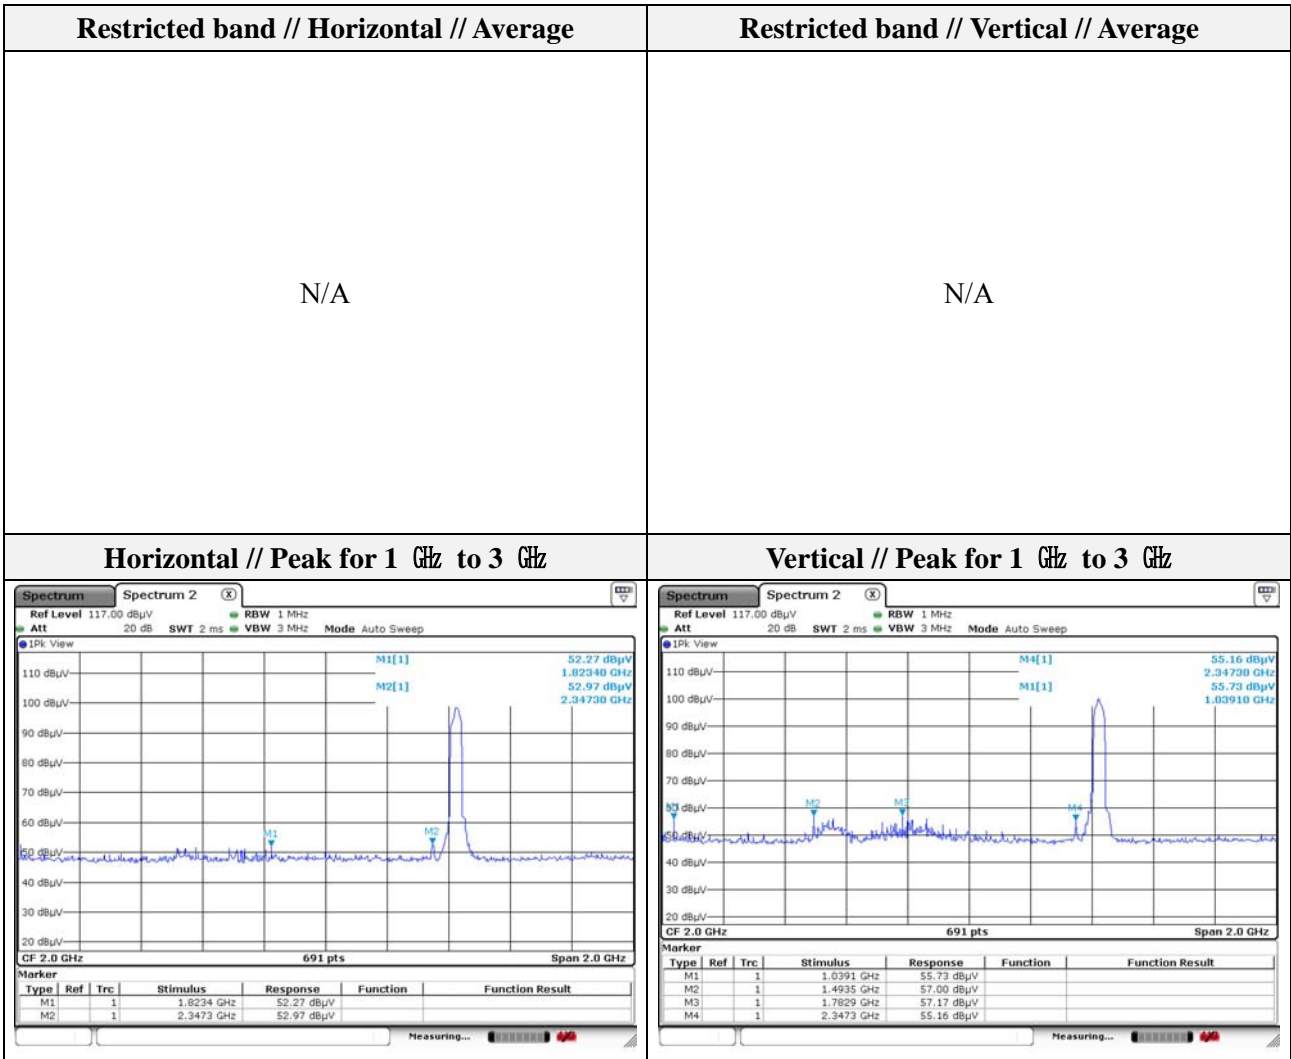 Restricted band // Horizontal // Average
Restricted band // Vertical // Average
N/A
N/A
Horizontal // Peak for 1 ㎓ to 3 ㎓
Vertical // Peak for 1 ㎓ to 3 ㎓
Spectrum
Spectrum 2
Ref Level 117.00 dBµV
RBW 1 MHz
Att 20 dB SWT 2 ms VBW 3 MHz Mode Auto Sweep
1Pk View
M1[1] 52.27 dBµV
1.82340 GHz
M2[1] 52.97 dBµV
2.34730 GHz
110 dBµV
100 dBµV
90 dBµV
80 dBµV
70 dBµV
60 dBµV
M1
M2
50 dBµV
40 dBµV
30 dBµV
20 dBµV
CF 2.0 GHz 691 pts Span 2.0 GHz
Marker
Type Ref Trc Stimulus Response Function Function Result
M1 1 1.8234 GHz 52.27 dBµV
M2 1 2.3473 GHz 52.97 dBµV
Measuring...
Spectrum
Spectrum 2
Ref Level 117.00 dBµV
RBW 1 MHz
Att 20 dB SWT 2 ms VBW 3 MHz Mode Auto Sweep
1Pk View
M4[1] 55.16 dBµV
2.34730 GHz
M1[1] 55.73 dBµV
1.03910 GHz
110 dBµV
100 dBµV
90 dBµV
80 dBµV
70 dBµV
M2
M3
M4
40 dBµV
30 dBµV
20 dBµV
CF 2.0 GHz 691 pts Span 2.0 GHz
Marker
Type Ref Trc Stimulus Response Function Function Result
M1 1 1.0391 GHz 55.73 dBµV
M2 1 1.4935 GHz 57.00 dBµV
M3 1 1.7829 GHz 57.17 dBµV
M4 1 2.3473 GHz 55.16 dBµV
Measuring...